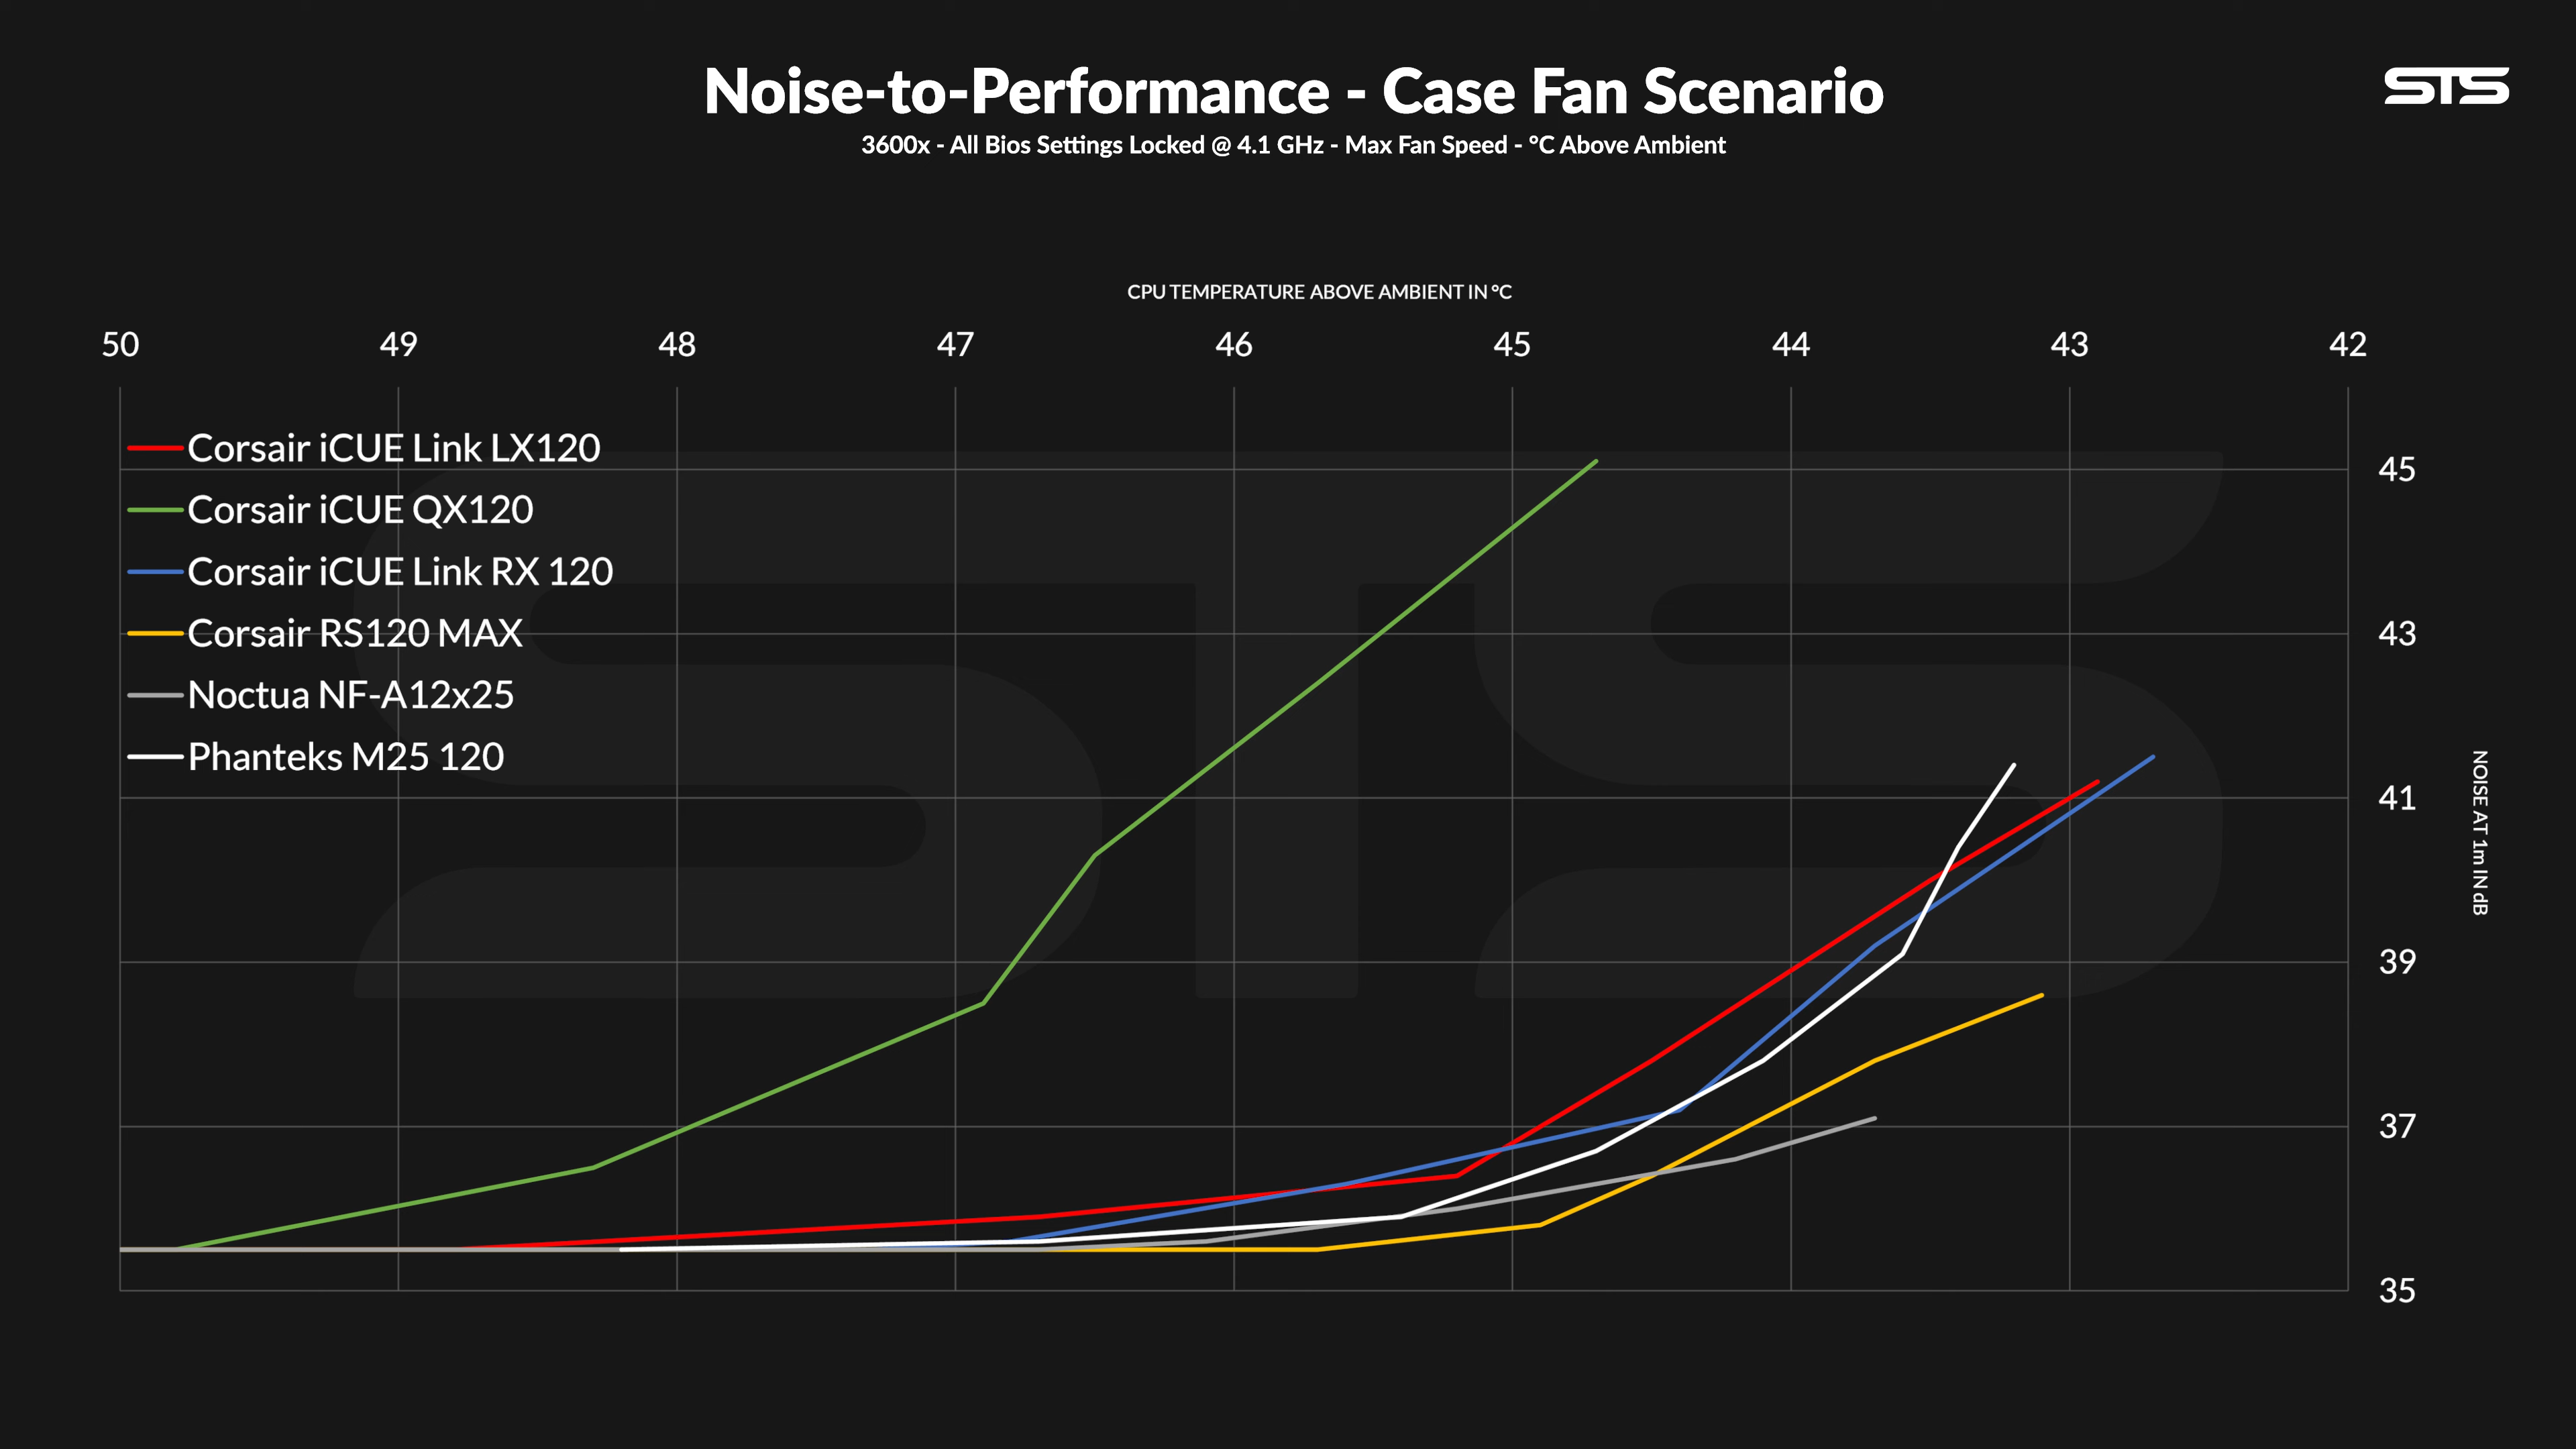 Noise-to-Performance - Case Fan Scenario
STS
3600x - All Bios Settings Locked @ 4.1 GHz - Max Fan Speed - °C Above Ambient
CPU TEMPERATURE ABOVE AMBIENT IN °C
50 49 48 47 46 45 44 43 42
Corsair iCUE Link LX120
Corsair iCUE QX120
Corsair iCUE Link RX 120
Corsair RS120 MAX
Noctua NF-A12x25
Phanteks M25 120
45
43
41
39
37
35
NOISE AT 1m IN dB
STS